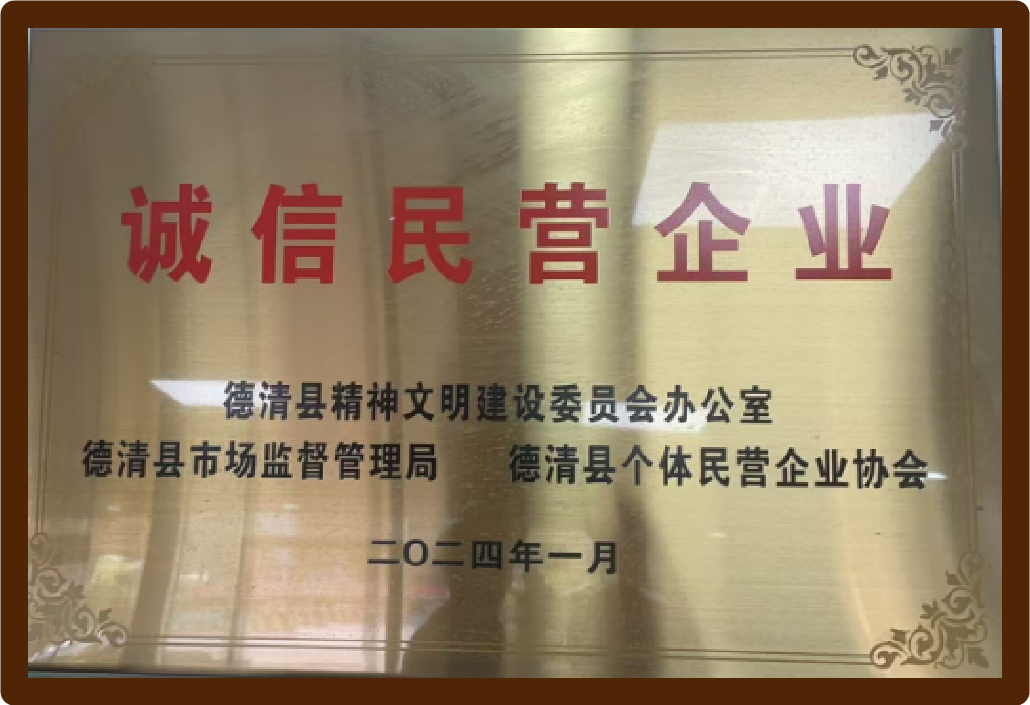 诚信民营企业
德清县精神文明建设委员会办公室
德清县市场监督管理局 德清县个体民营企业协会
二〇二四年一月